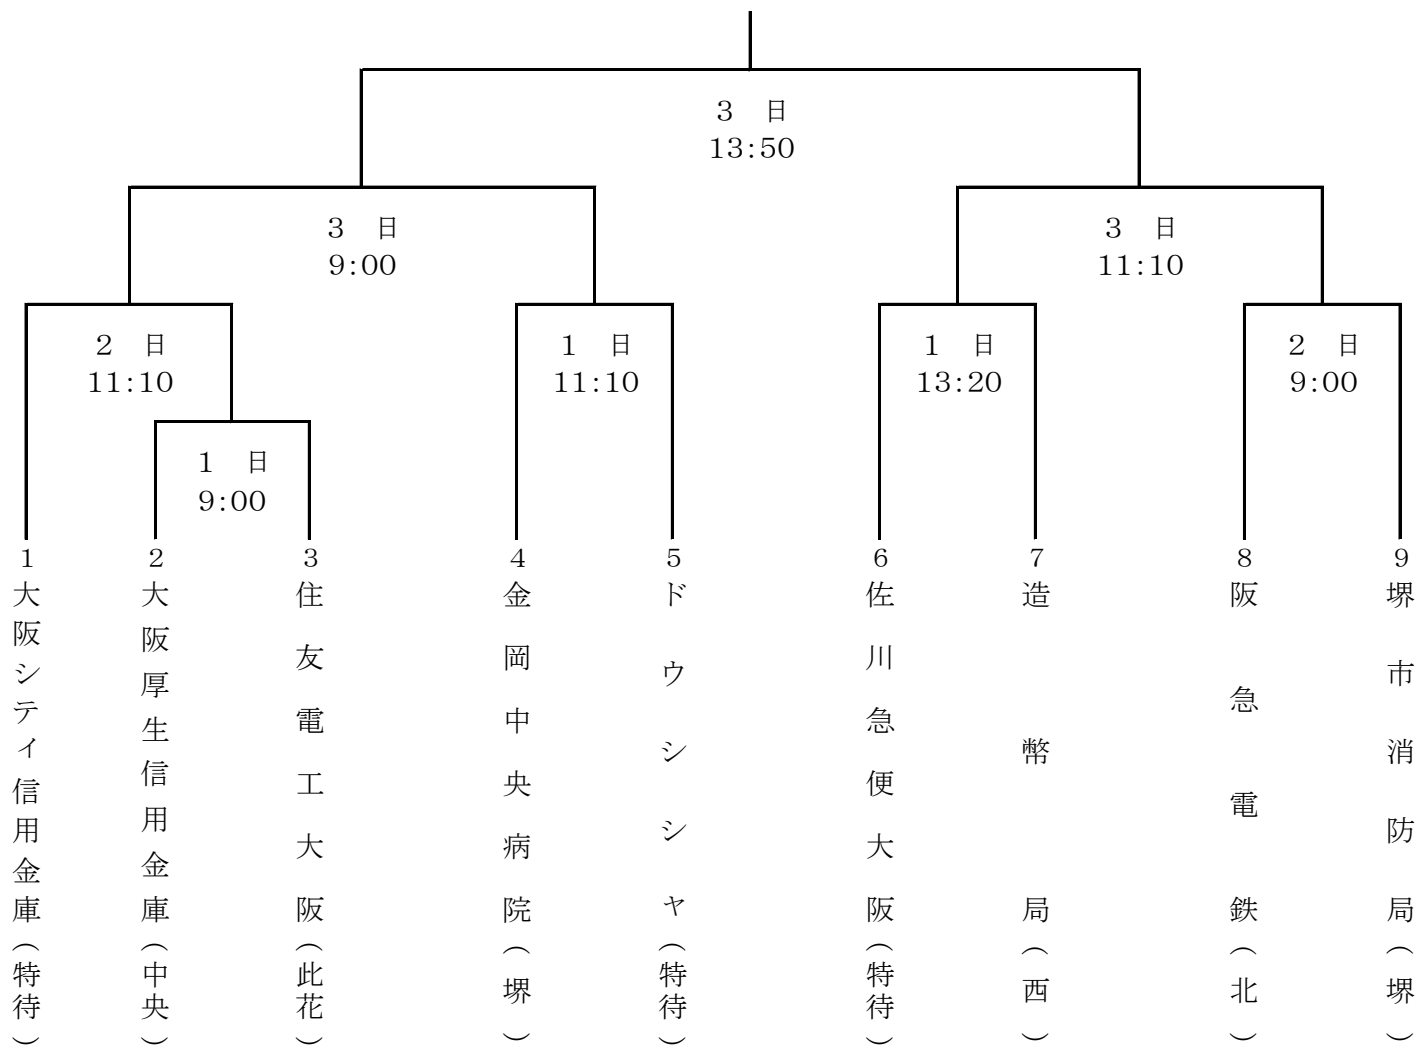 ３　日
13:50
３　日
9:00
３　日
11:10
２　日
11:10
１　日
11:10
１　日
13:20
２　日
9:00
１　日
9:00
1
2
3
4
5
6
7
8
9
大阪シティ信用金庫(特待)
大阪厚生信用金庫(中央)
住友電工大阪(此花)
金岡中央病院(堺)
ドウシシャ(特待)
佐川急便大阪(特待)
造幣局(西)
阪急電鉄(北)
堺市消防局(堺)